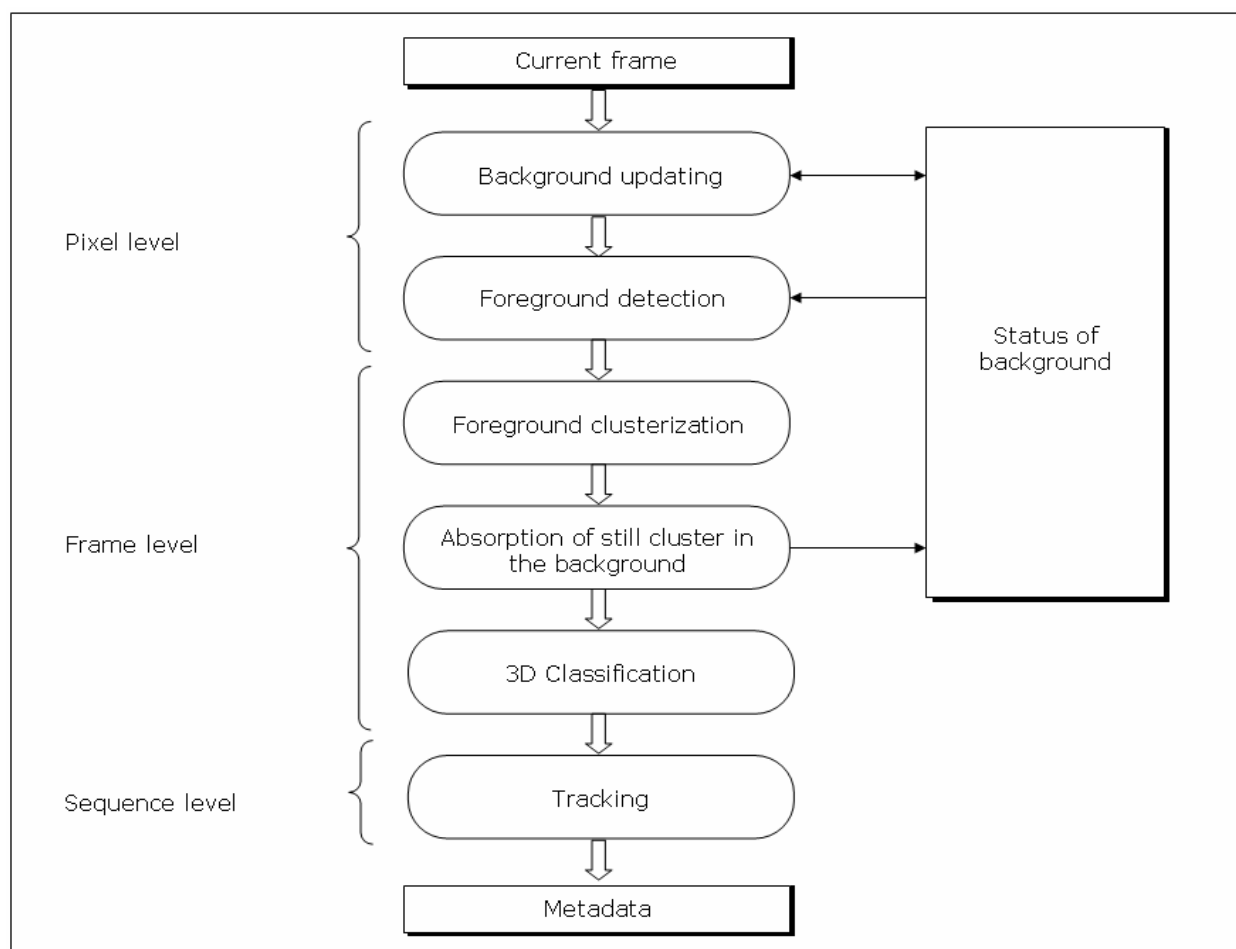 Current frame
Background updating
Pixel level
Foreground detection
Status of
background
Foreground clusterization
Frame level
Absorption of still cluster in
the background
3D Classification
Sequence level
Tracking
Metadata